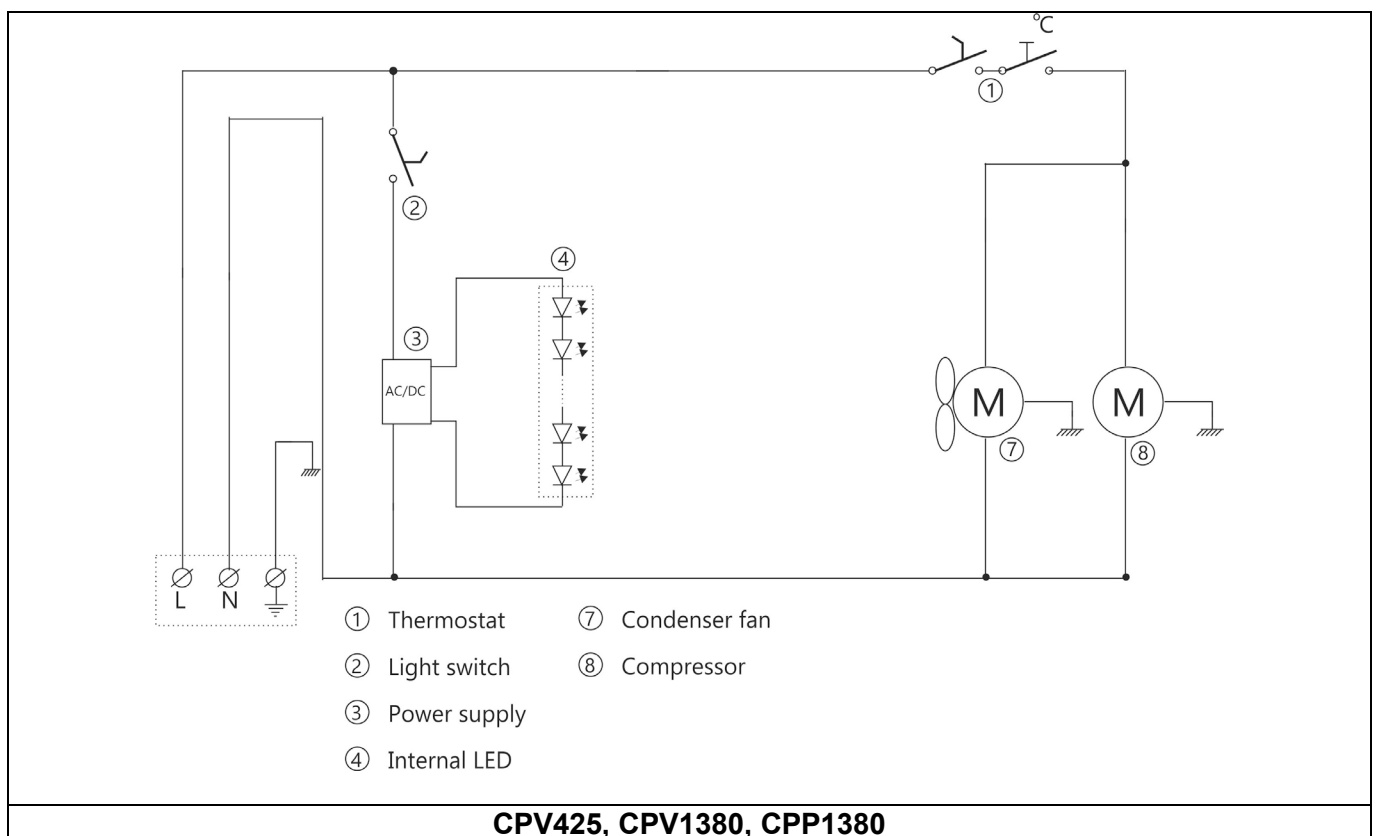 °C
①
②
④
③
AC/DC
M
M
⑦
⑧
L N
① Thermostat ⑦ Condenser fan
② Light switch ⑧ Compressor
③ Power supply
④ Internal LED
CPV425, CPV1380, CPP1380